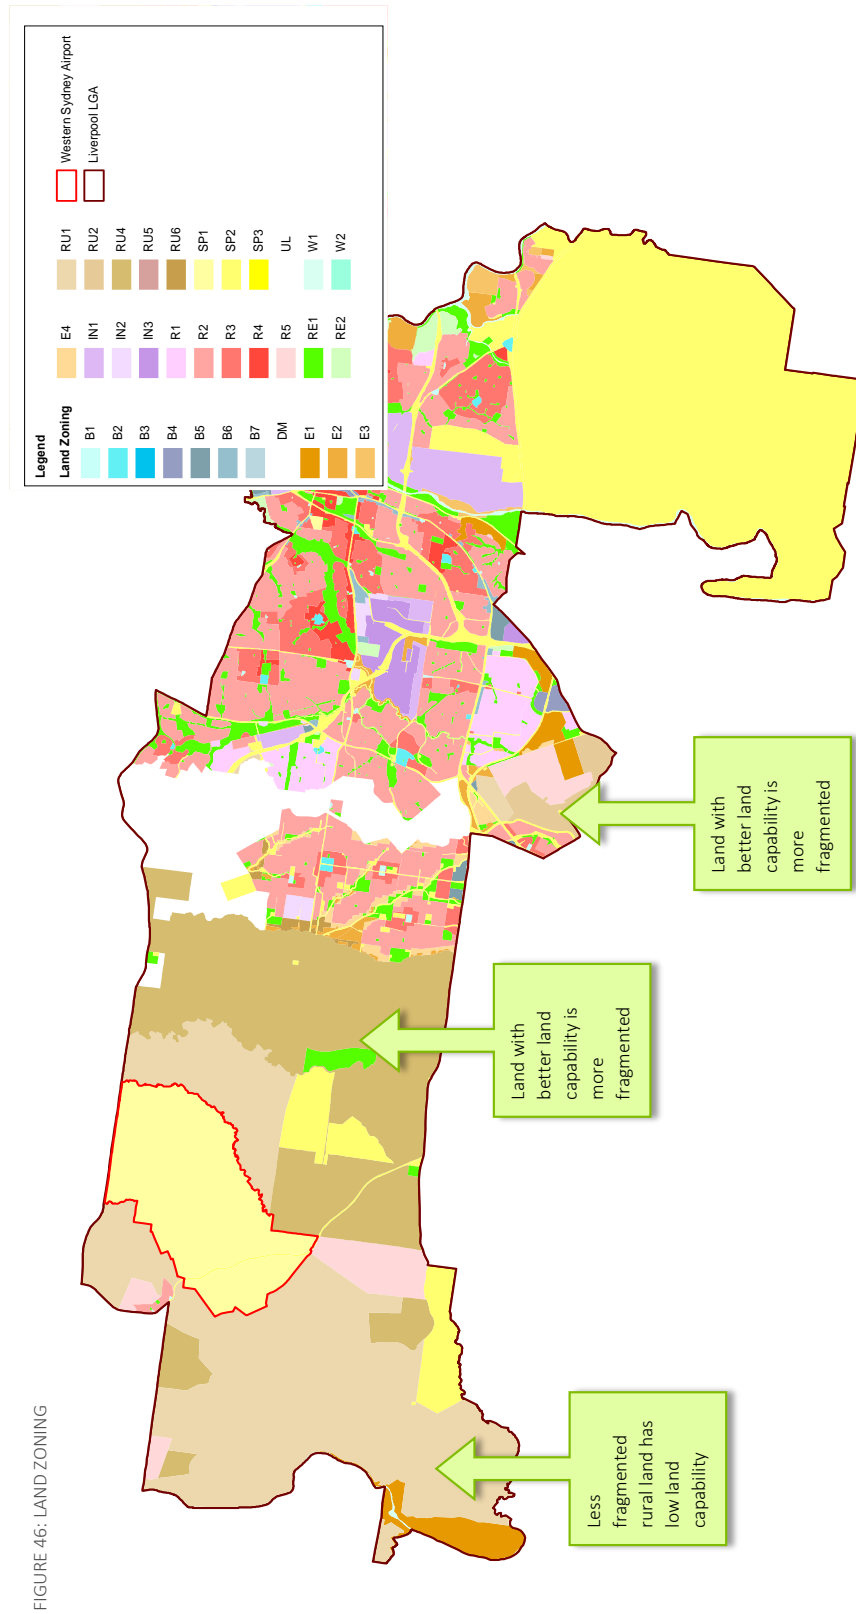 FIGURE 46: LAND ZONING
Legend
Land Zoning
B1
B2
B3
B4
B5
B6
B7
DM
E1
E2
E3
E4
IN1
IN2
IN3
R1
R2
R3
R4
R5
RE1
RE2
RU1
RU2
RU4
RU5
RU6
SP1
SP2
SP3
UL
W1
W2
Western Sydney Airport
Liverpool LGA
Less
fragmented
rural land has
low land
capability
Land with
better land
capability is
more
fragmented
Land with
better land
capability is
more
fragmented